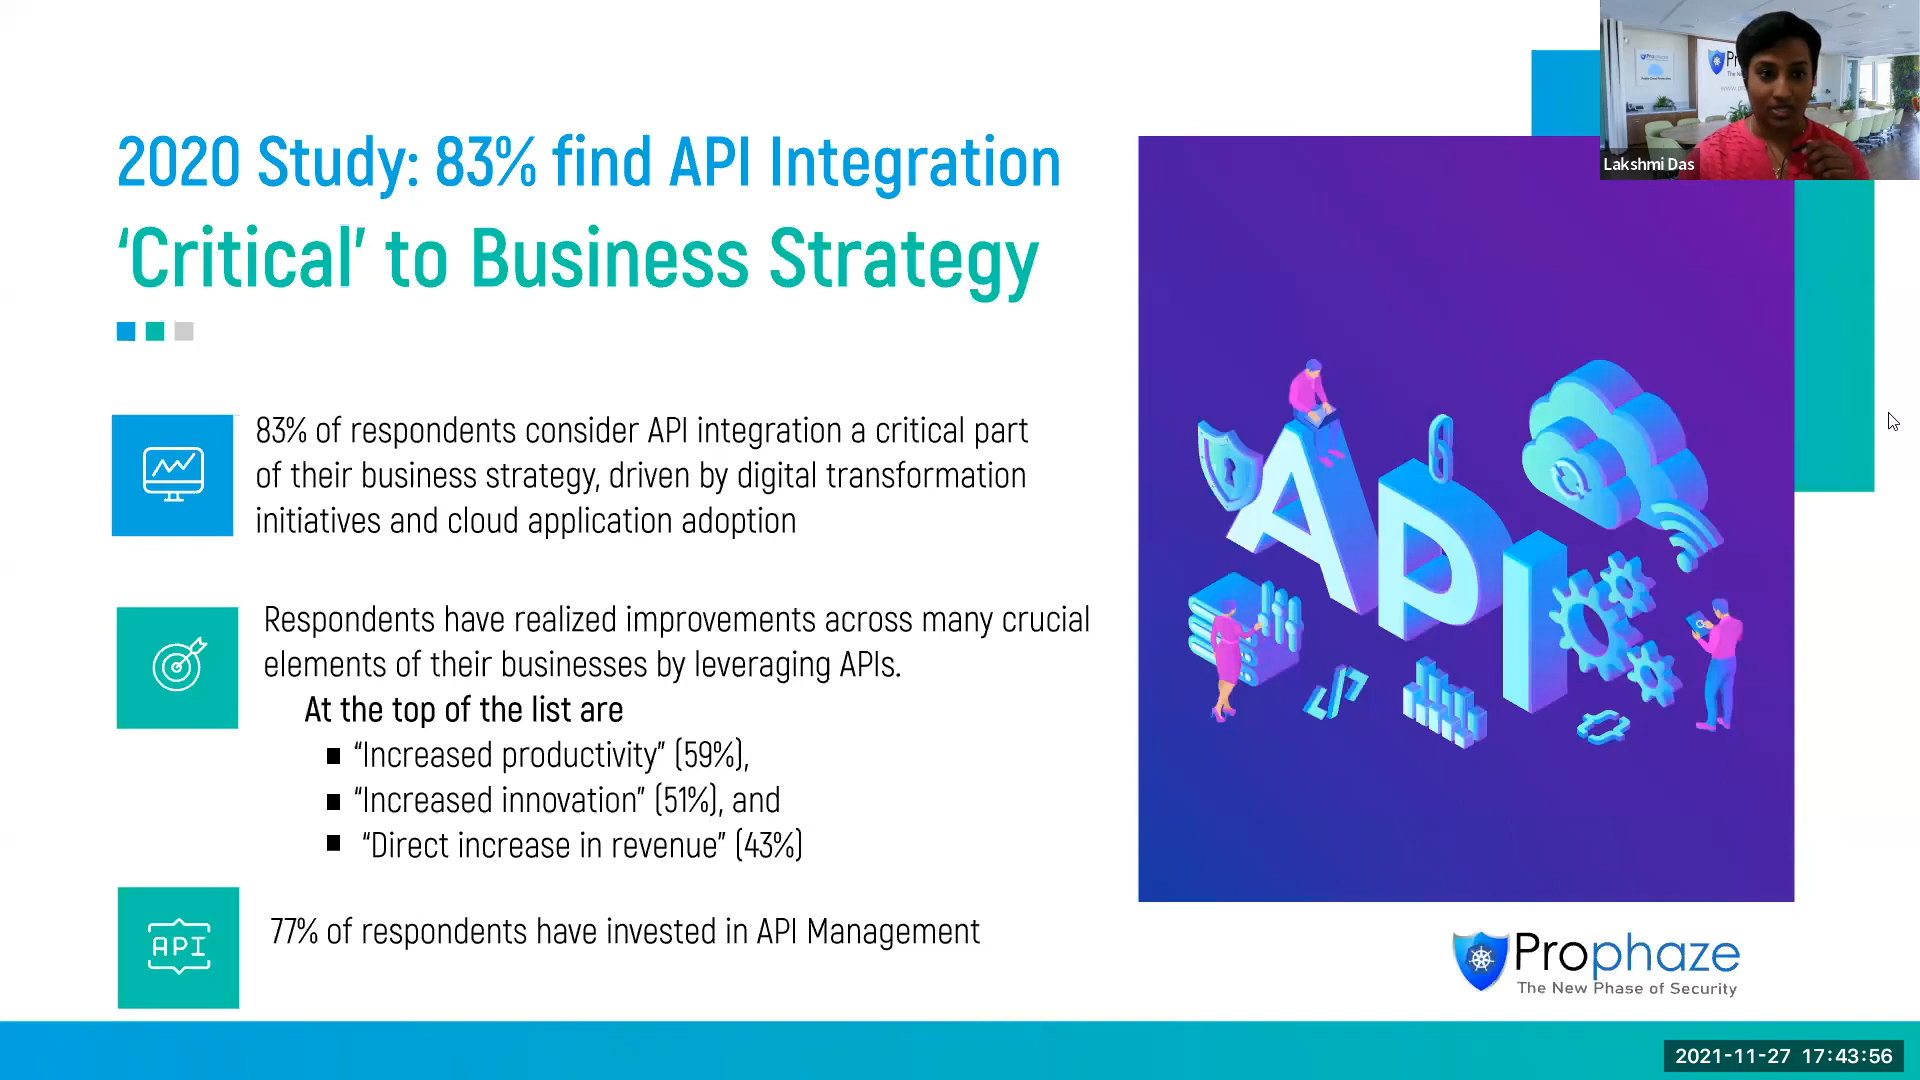 2020 Study: 83% find API Integration
‘Critical’ to Business Strategy
83% of respondents consider API integration a critical part
of their business strategy, driven by digital transformation
initiatives and cloud application adoption
Respondents have realized improvements across many crucial
elements of their businesses by leveraging APIs.
At the top of the list are
“Increased productivity” (59%),
“Increased innovation” (51%), and
“Direct increase in revenue” (43%)
API
77% of respondents have invested in API Management
API
Lakshmi Das
Prophaze
The New Phase of Security
2021-11-27 17:43:56